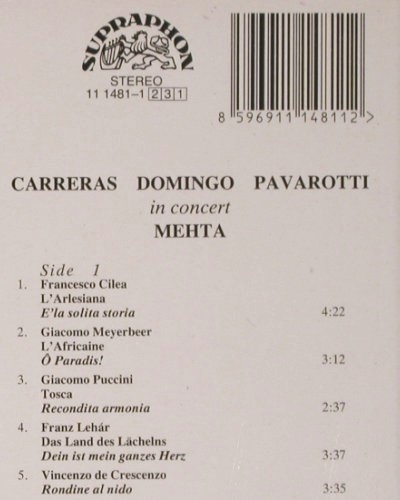 SUPRAPHON
STEREO
11 1481-1 231
8 596911 148112 >
CARRERAS DOMINGO PAVAROTTI
in concert
MEHTA
Side 1
1. Francesco Cilea
L'Arlesiana
E'la solita storia 4:22
2. Giacomo Meyerbeer
L'Africaine
Ô Paradis! 3:12
3. Giacomo Puccini
Tosca
Recondita armonia 2:37
4. Franz Lehár
Das Land des Lächelns
Dein ist mein ganzes Herz 3:37
5. Vincenzo de Crescenzo
Rondine al nido 3:35